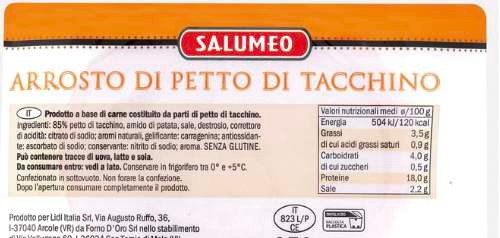 SALUMEO
ARROSTO DI PETTO DI TACCHINO
IT Prodotto a base di carne costituito da parti di petto di tacchino.
Ingredienti: 85% petto di tacchino, amido di patata, sale, destrosio, correttore
di acidità: citrato di sodio; aromi naturali, gelificante: carragenina; antiossidan-
te: ascorbato di sodio; conservante: nitrito di sodio; aroma. SENZA GLUTINE.
Può contenere tracce di uova, latte e soia.
Da consumare entro: vedi a lato. Conservare in frigorifero tra 0° e +5°C.
Confezionato in sottovuoto. Non forare la confezione.
Dopo l'apertura consumare completamente il prodotto.
Valori nutrizionali medi ø/100 g
Energia 504 kJ/120 kcal
Grassi 3,5g
di cui acidi grassi saturi 0,9 g
Carboidrati 4,0 g
di cui zuccheri 0,5 g
Proteine 18,0 g
Sale 2,2 g
Prodotto per Lidl Italia Srl, Via Augusto Ruffo, 36,
I-37040 Arcole (VR) da Forno D'Oro Srl nello stabilimento
IT
823 L/P
CE
RACCOLTA
PLASTICA